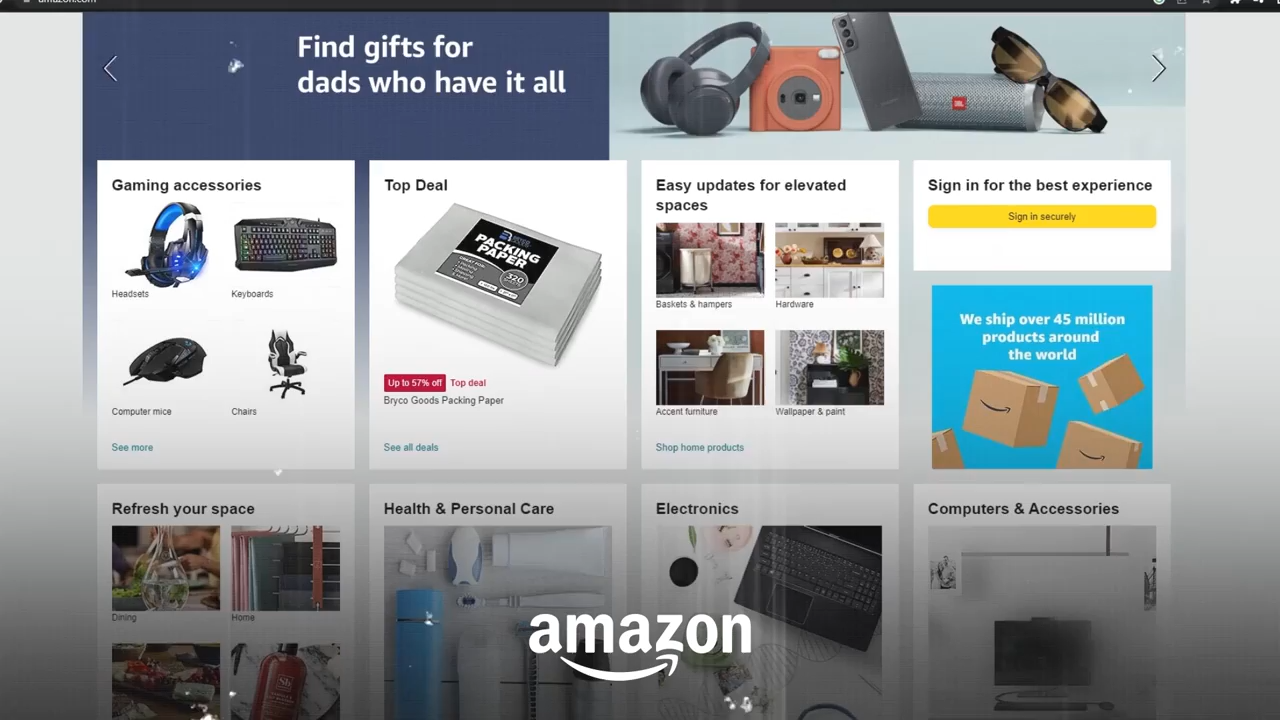 amazon.com
Find gifts for
dads who have it all
JBL
Gaming accessories
Headsets
Keyboards
Computer mice
Chairs
See more
Top Deal
PACKING
PAPER
320
Up to 57% off
Top deal
Bryco Goods Packing Paper
See all deals
Easy updates for elevated
spaces
Baskets & hampers
Hardware
Accent furniture
Wallpaper & paint
Shop home products
Sign in for the best experience
Sign in securely
We ship over 45 million
products around
the world
Refresh your space
Dining
Home
Health & Personal Care
Electronics
Computers & Accessories
amazon